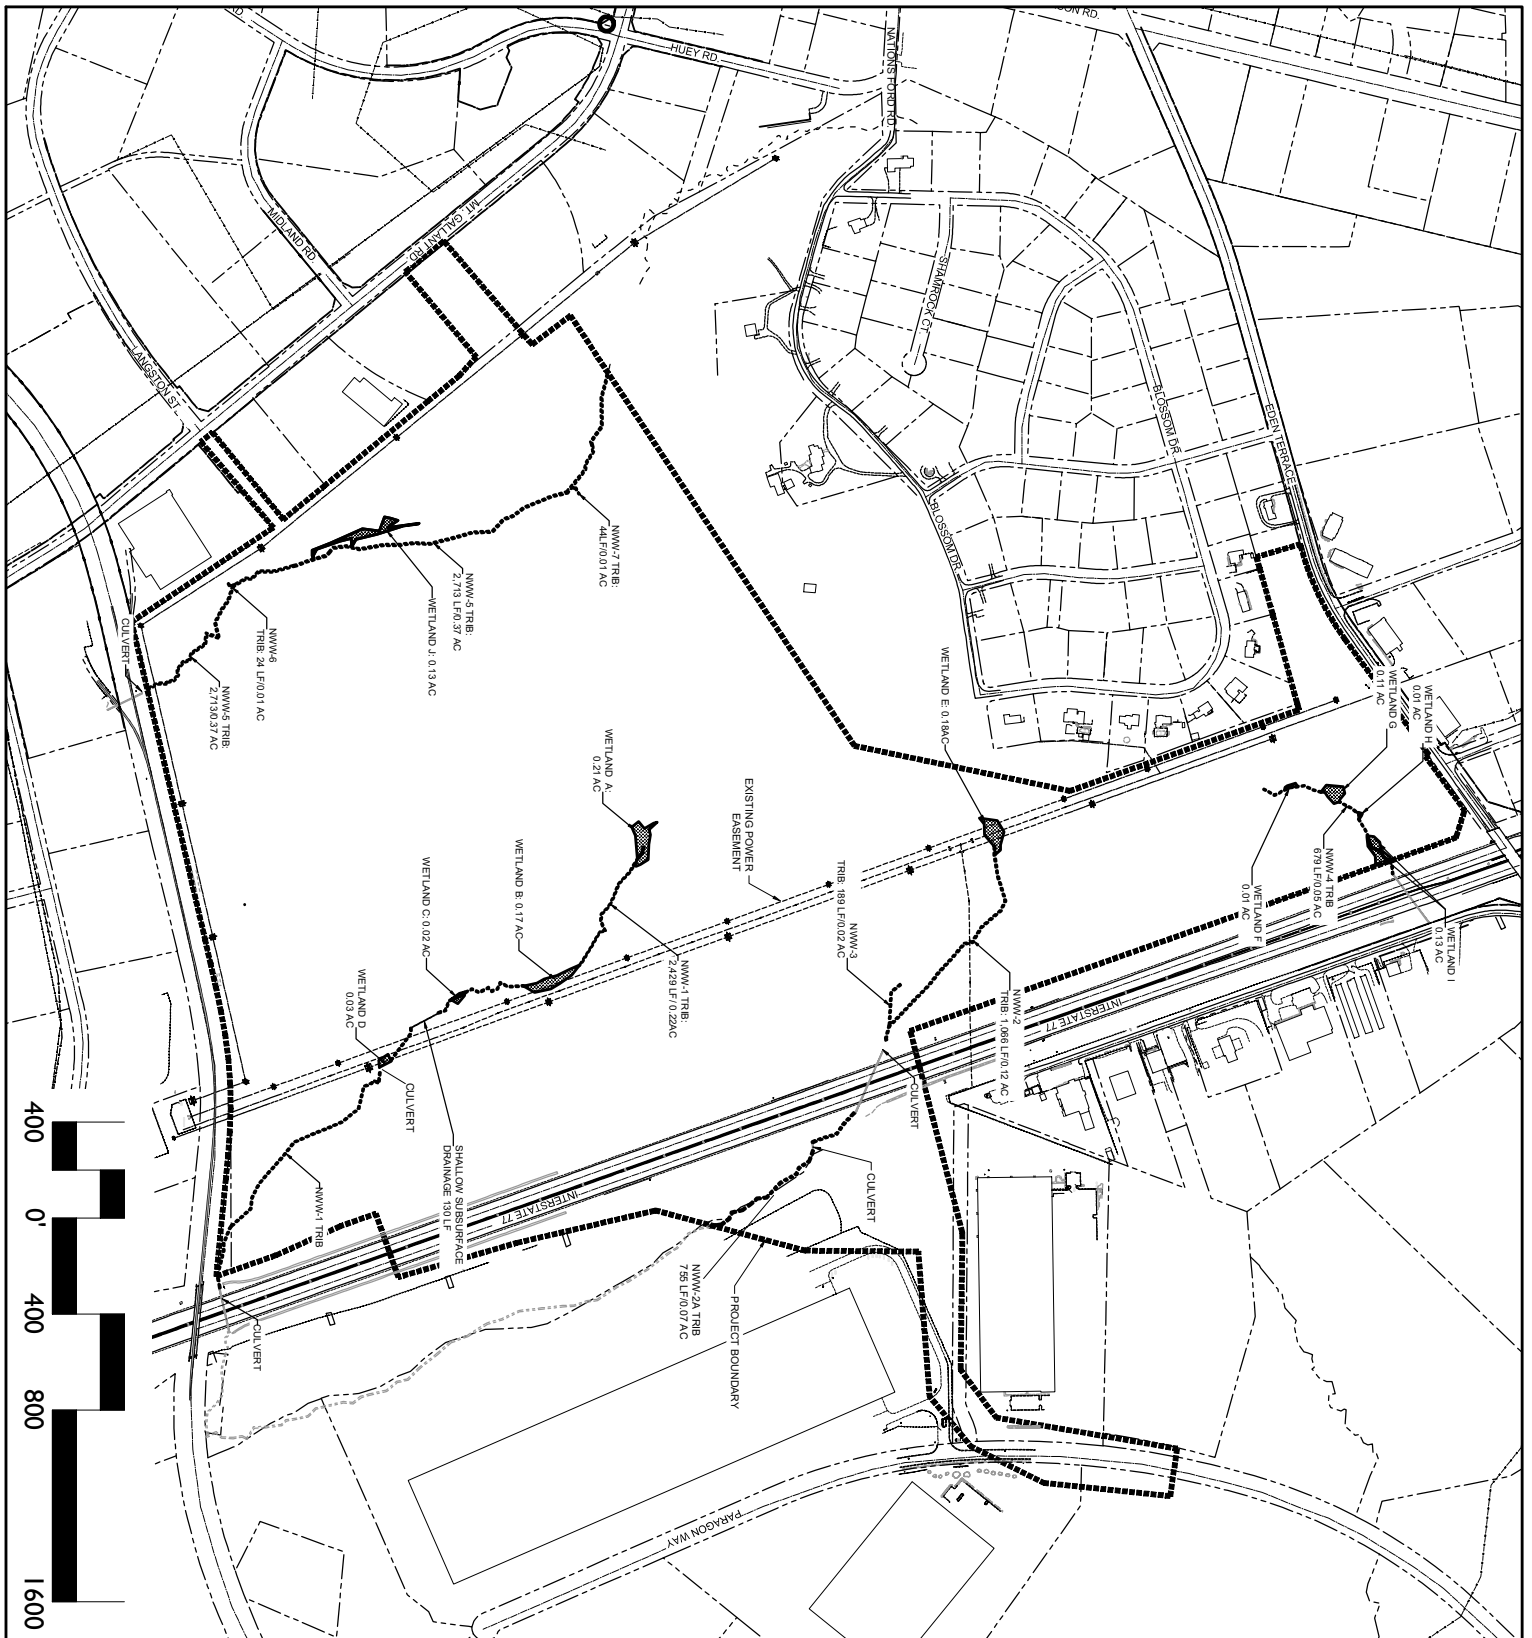 HUEY RD.
NATIONS FORD RD.
ON RD.
MIDLAND RD.
MT. GALLANT RD
LANGSTON ST.
SHAMROCK CT.
BLOSSOM DR
BLOSSOM DR
EDEN TERRACE
NWW-7 TRIB:
44LF/0.01 AC
NWW-5 TRIB:
2,713 LF/0.37 AC
WETLAND J: 0.13 AC
NWW-6
TRIB: 24 LF/0.01 AC
NWW-5 TRIB:
2,713/0.37 AC
CULVERT
WETLAND E: 0.18AC
WETLAND H
0.01 AC
WETLAND G
0.11 AC
NWW-4 TRIB
679 LF/0.05 AC
WETLAND F
0.01 AC
WETLAND I
0.13 AC
WETLAND A:
0.21 AC
EXISTING POWER
EASEMENT
WETLAND B: 0.17 AC
WETLAND C: 0.02 AC
WETLAND D
0.03 AC
NWW-1 TRIB:
2,429 LF/ 0.22AC
NWW-3
TRIB: 189 LF/0.02 AC
NWW-2
TRIB: 1,066 LF/0.12 AC
INTERSTATE 77
CULVERT
CULVERT
CULVERT
SHALLOW SUBSURFACE
DRAINAGE 130 LF
INTERSTATE 77
NWW-1 TRIB
CULVERT
NWW-2A TRIB
755 LF/0.07 AC
PROJECT BOUNDARY
PARAGON WAY
400 0' 400 800 1600